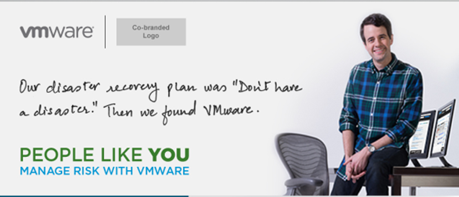 vmware®
Co-branded
Logo
Our disaster recovery plan was "Don't have
a disaster." Then we found VMware.
PEOPLE LIKE YOU
MANAGE RISK WITH VMWARE